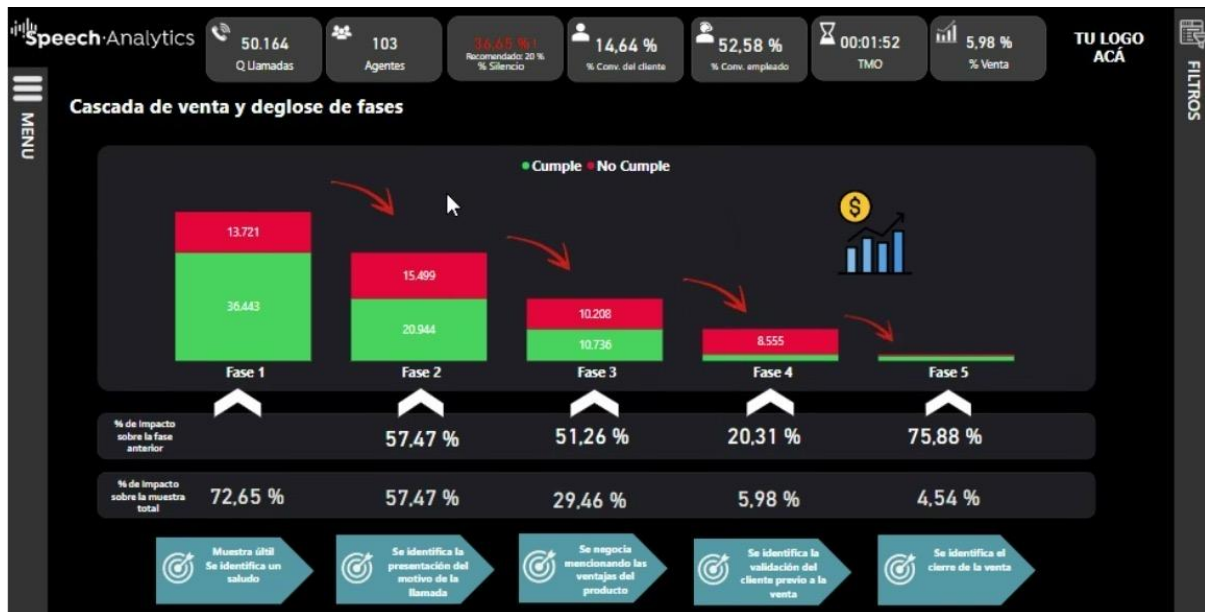 Speech·Analytics
50.164
Q Llamadas
103
Agentes
36,65 %↑
Recomendado: 20 %
% Silencio
14,64 %
% Conv. del cliente
52,58 %
% Conv. empleado
00:01:52
TMO
5,98 %
% Venta
TU LOGO
ACÁ
FILTROS
MENU
Cascada de venta y deglose de fases
Cumple No Cumple
13.721
36.443
15.499
20.944
10.208
10.736
8.555
Fase 1 Fase 2 Fase 3 Fase 4 Fase 5
% de Impacto
sobre la fase
anterior
57,47 % 51,26 % 20,31 % 75,88 %
% de Impacto
sobre la muestra
total
72,65 % 57,47 % 29,46 % 5,98 % 4,54 %
Muestra últil
Se identifica un
saludo
Se identifica la
presentación del
motivo de la
llamada
Se negocia
mencionando las
ventajas del
producto
Se identifica la
validación del
cliente previo a la
venta
Se identifica el
cierre de la venta